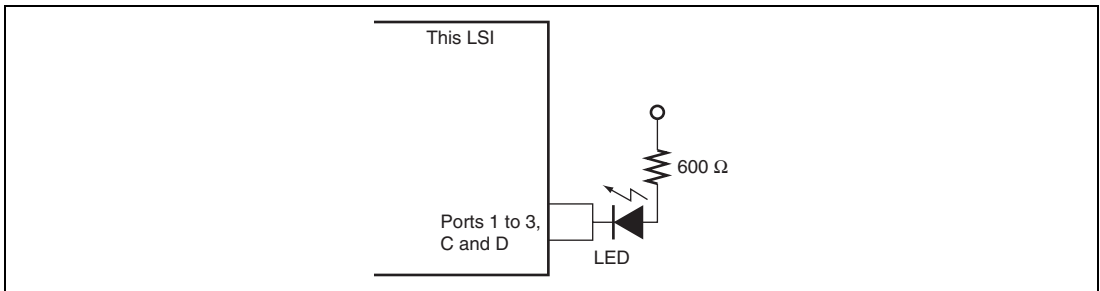 This LSI
600 Ω
Ports 1 to 3,
C and D
LED